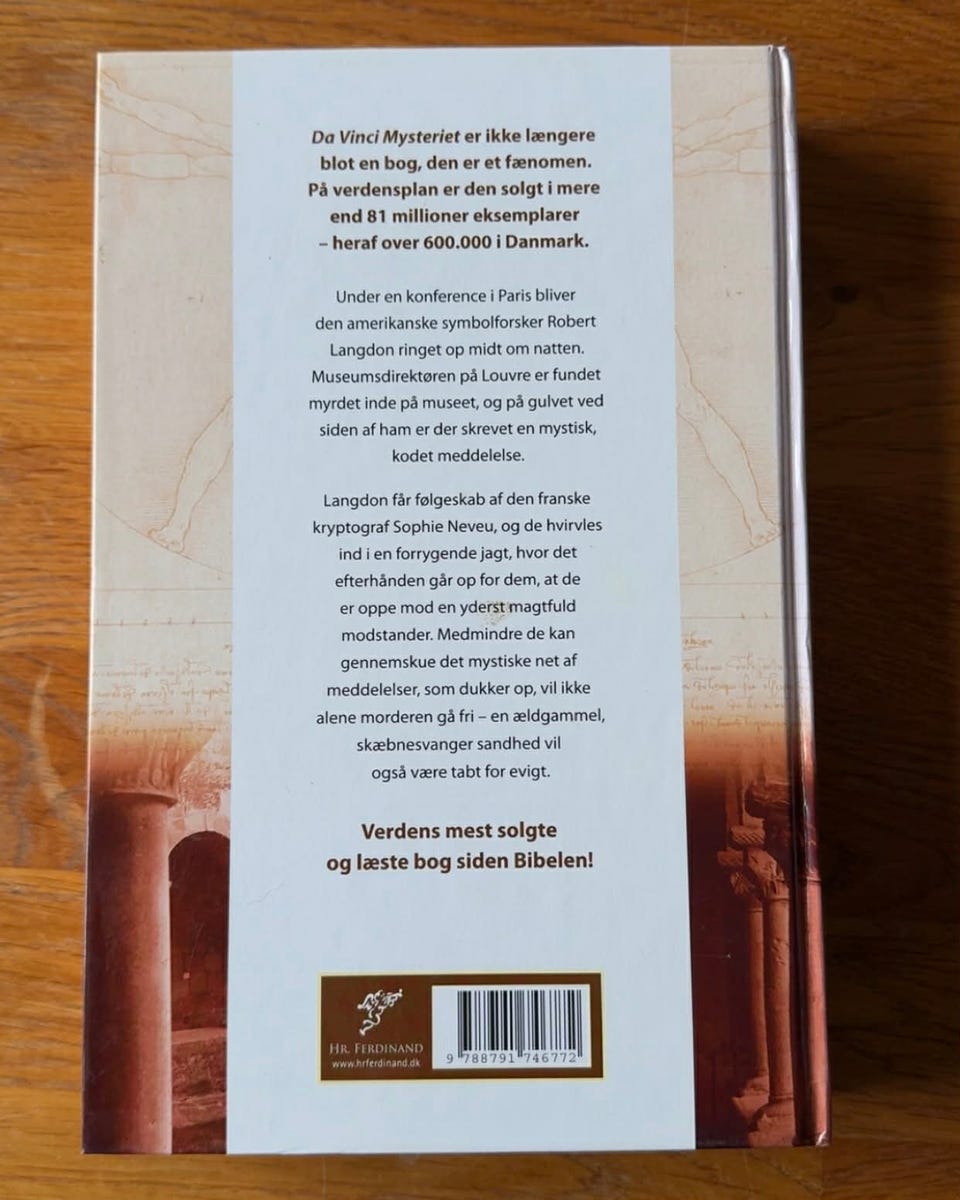 Da Vinci Mysteriet er ikke længere
blot en bog, den er et fænomen.
På verdensplan er den solgt i mere
end 81 millioner eksemplarer
– heraf over 600.000 i Danmark.
Under en konference i Paris bliver
den amerikanske symbolforsker Robert
Langdon ringet op midt om natten.
Museumsdirektøren på Louvre er fundet
myrdet inde på museet, og på gulvet ved
siden af ham er der skrevet en mystisk,
kodet meddelelse.
Langdon får følgeskab af den franske
kryptograf Sophie Neveu, og de hvirvles
ind i en forrygende jagt, hvor det
efterhånden går op for dem, at de
er oppe mod en yderst magtfuld
modstander. Medmindre de kan
gennemskue det mystiske net af
meddelelser, som dukker op, vil ikke
alene morderen gå fri – en ældgammel,
skæbnesvanger sandhed vil
også være tabt for evigt.
Verdens mest solgte
og læste bog siden Bibelen!
HR. FERDINAND
www.hrferdinand.dk
9 788791 746772